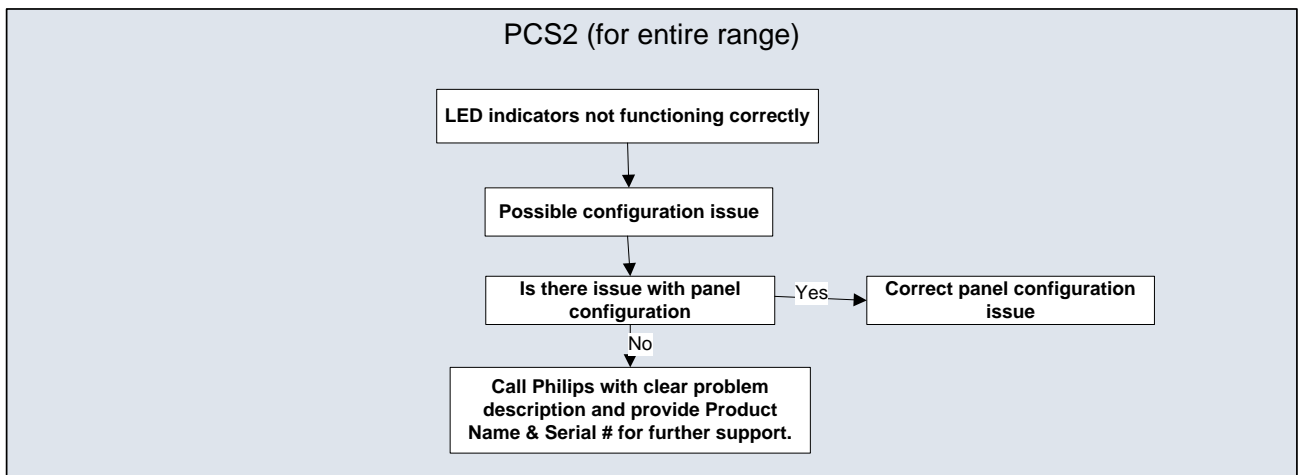 PCS2 (for entire range)
LED indicators not functioning correctly
Possible configuration issue
Is there issue with panel
configuration
Yes
Correct panel configuration
issue
No
Call Philips with clear problem
description and provide Product
Name & Serial # for further support.